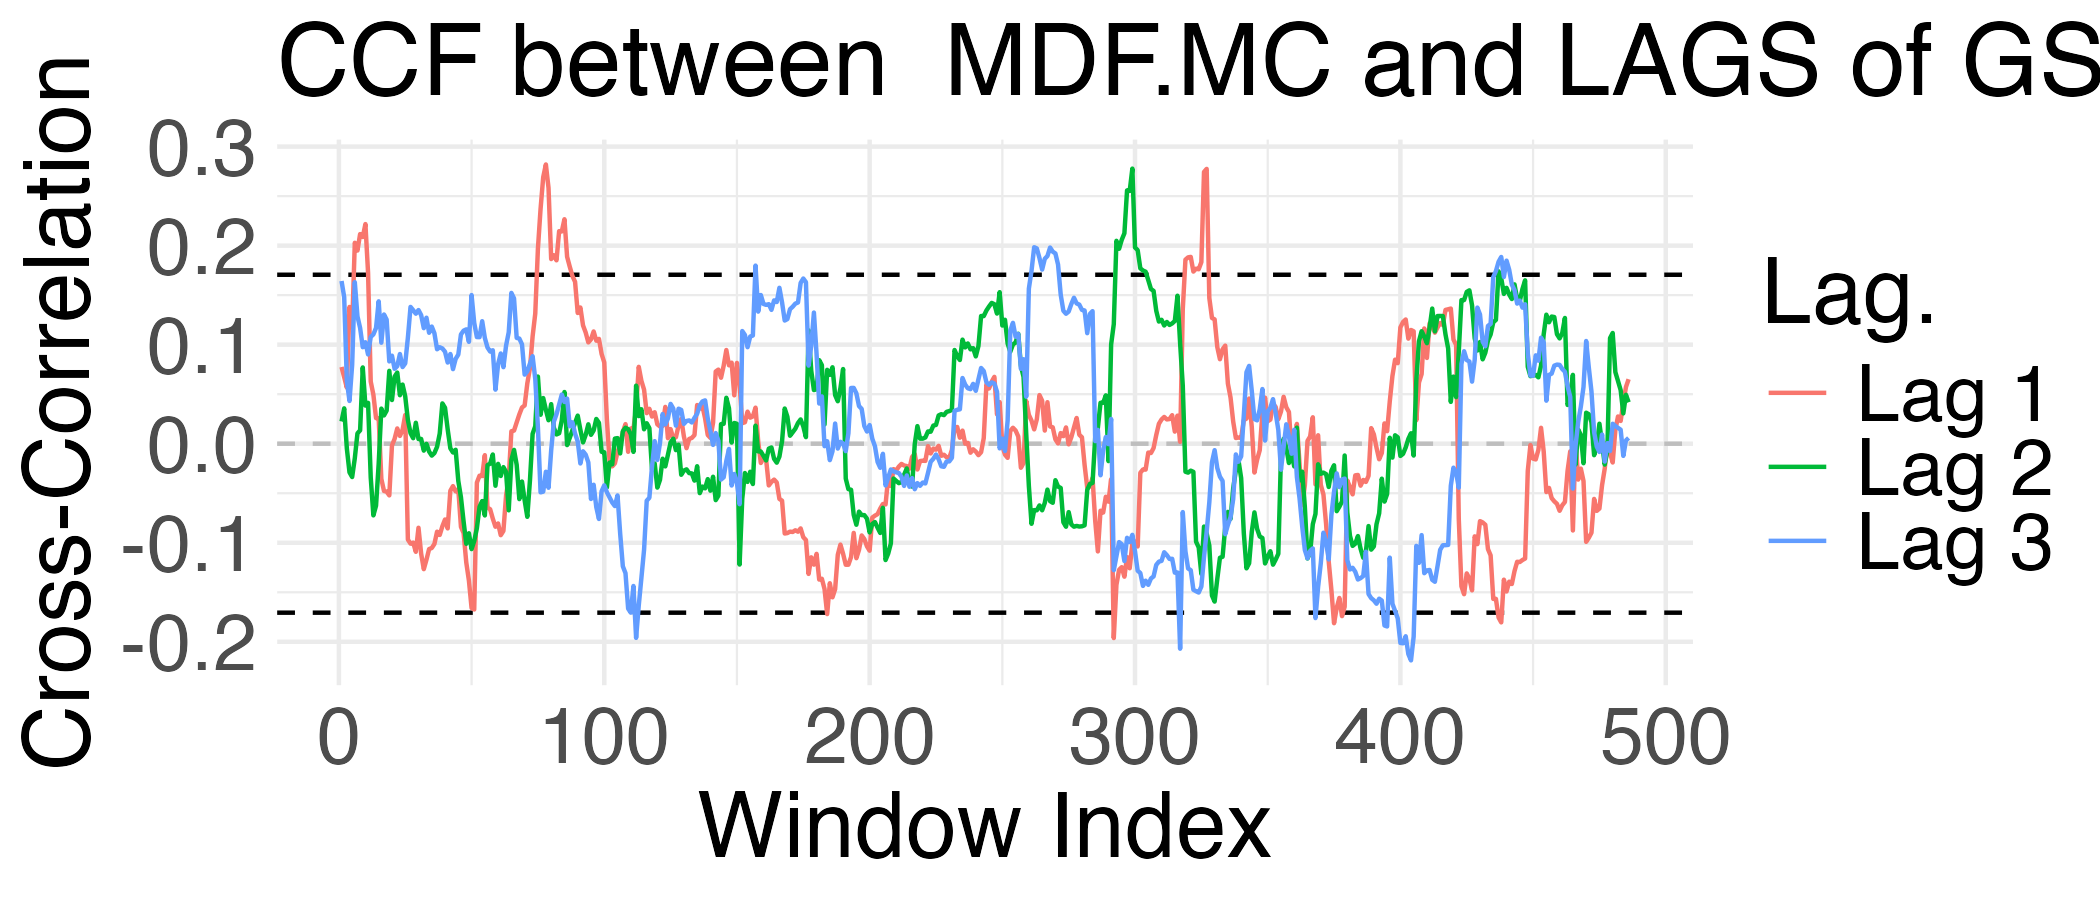 CCF between MDF.MC and LAGS of GS
Cross-Correlation
0.3
0.2
0.1
0.0
-0.1
-0.2
0 100 200 300 400 500
Window Index
Lag.
Lag 1
Lag 2
Lag 3